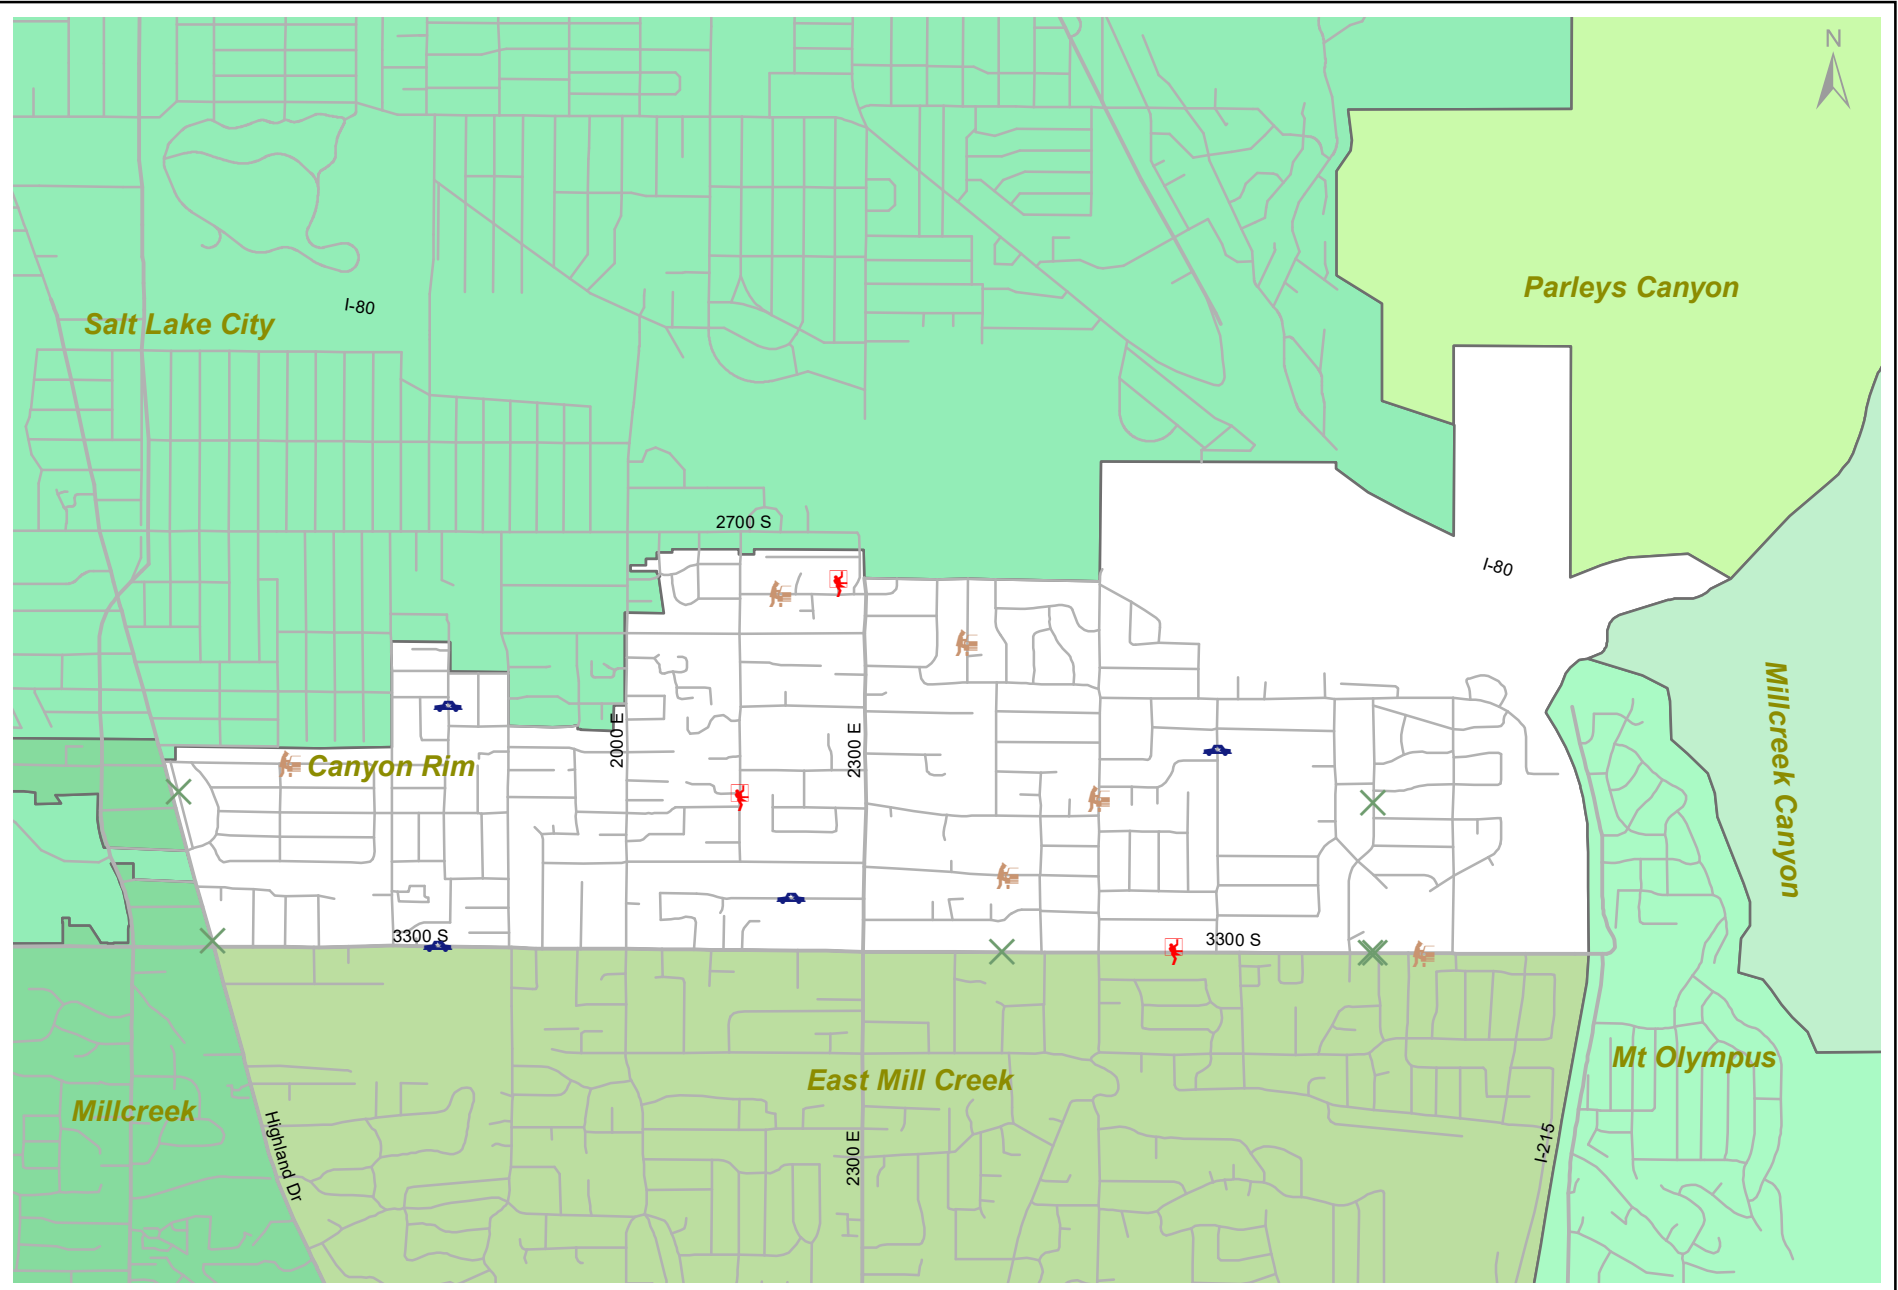 N
Parleys Canyon
I-80
Salt Lake City
2700 S
I-80
Millcreek Canyon
2000 E
2300 E
Canyon Rim
3300 S
3300 S
Mt Olympus
East Mill Creek
Millcreek
Highland Dr
2300 E
I-215